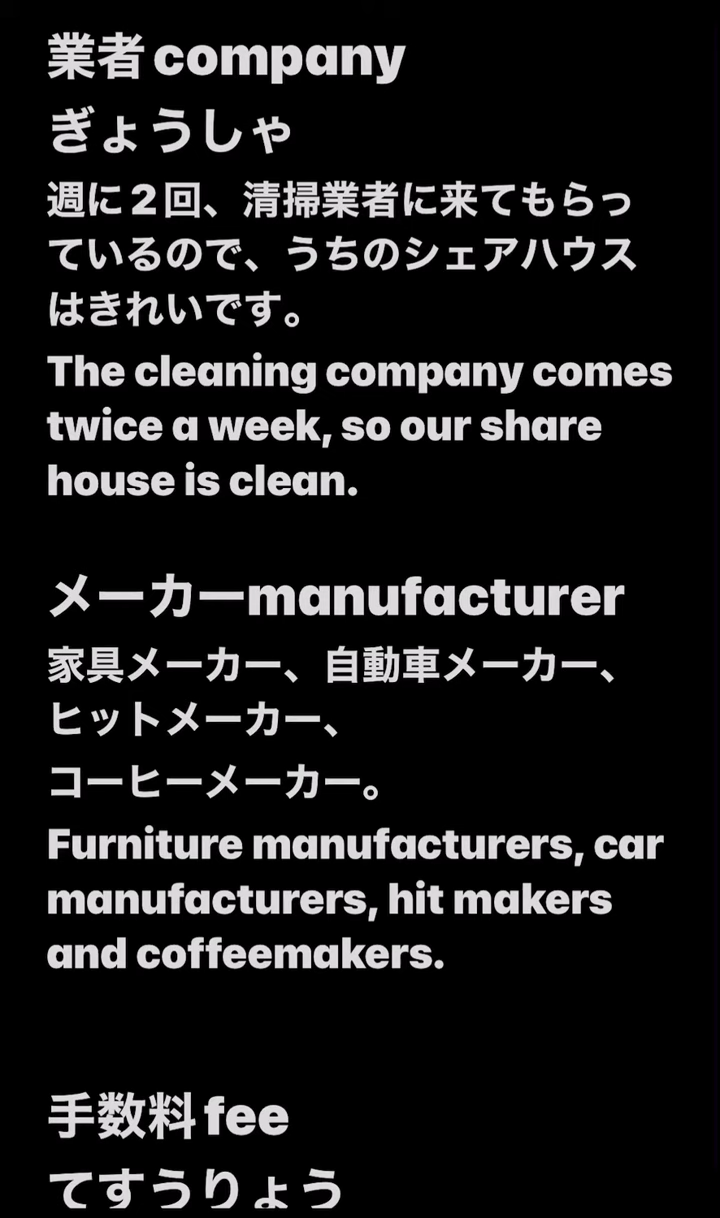 業者 company
ぎょうしゃ
週に2回、清掃業者に来てもらっ
ているので、うちのシェアハウス
はきれいです。
The cleaning company comes
twice a week, so our share
house is clean.
メーカーmanufacturer
家具メーカー、自動車メーカー、
ヒットメーカー、
コーヒーメーカー。
Furniture manufacturers, car
manufacturers, hit makers
and coffeemakers.
手数料 fee
てすうりょう